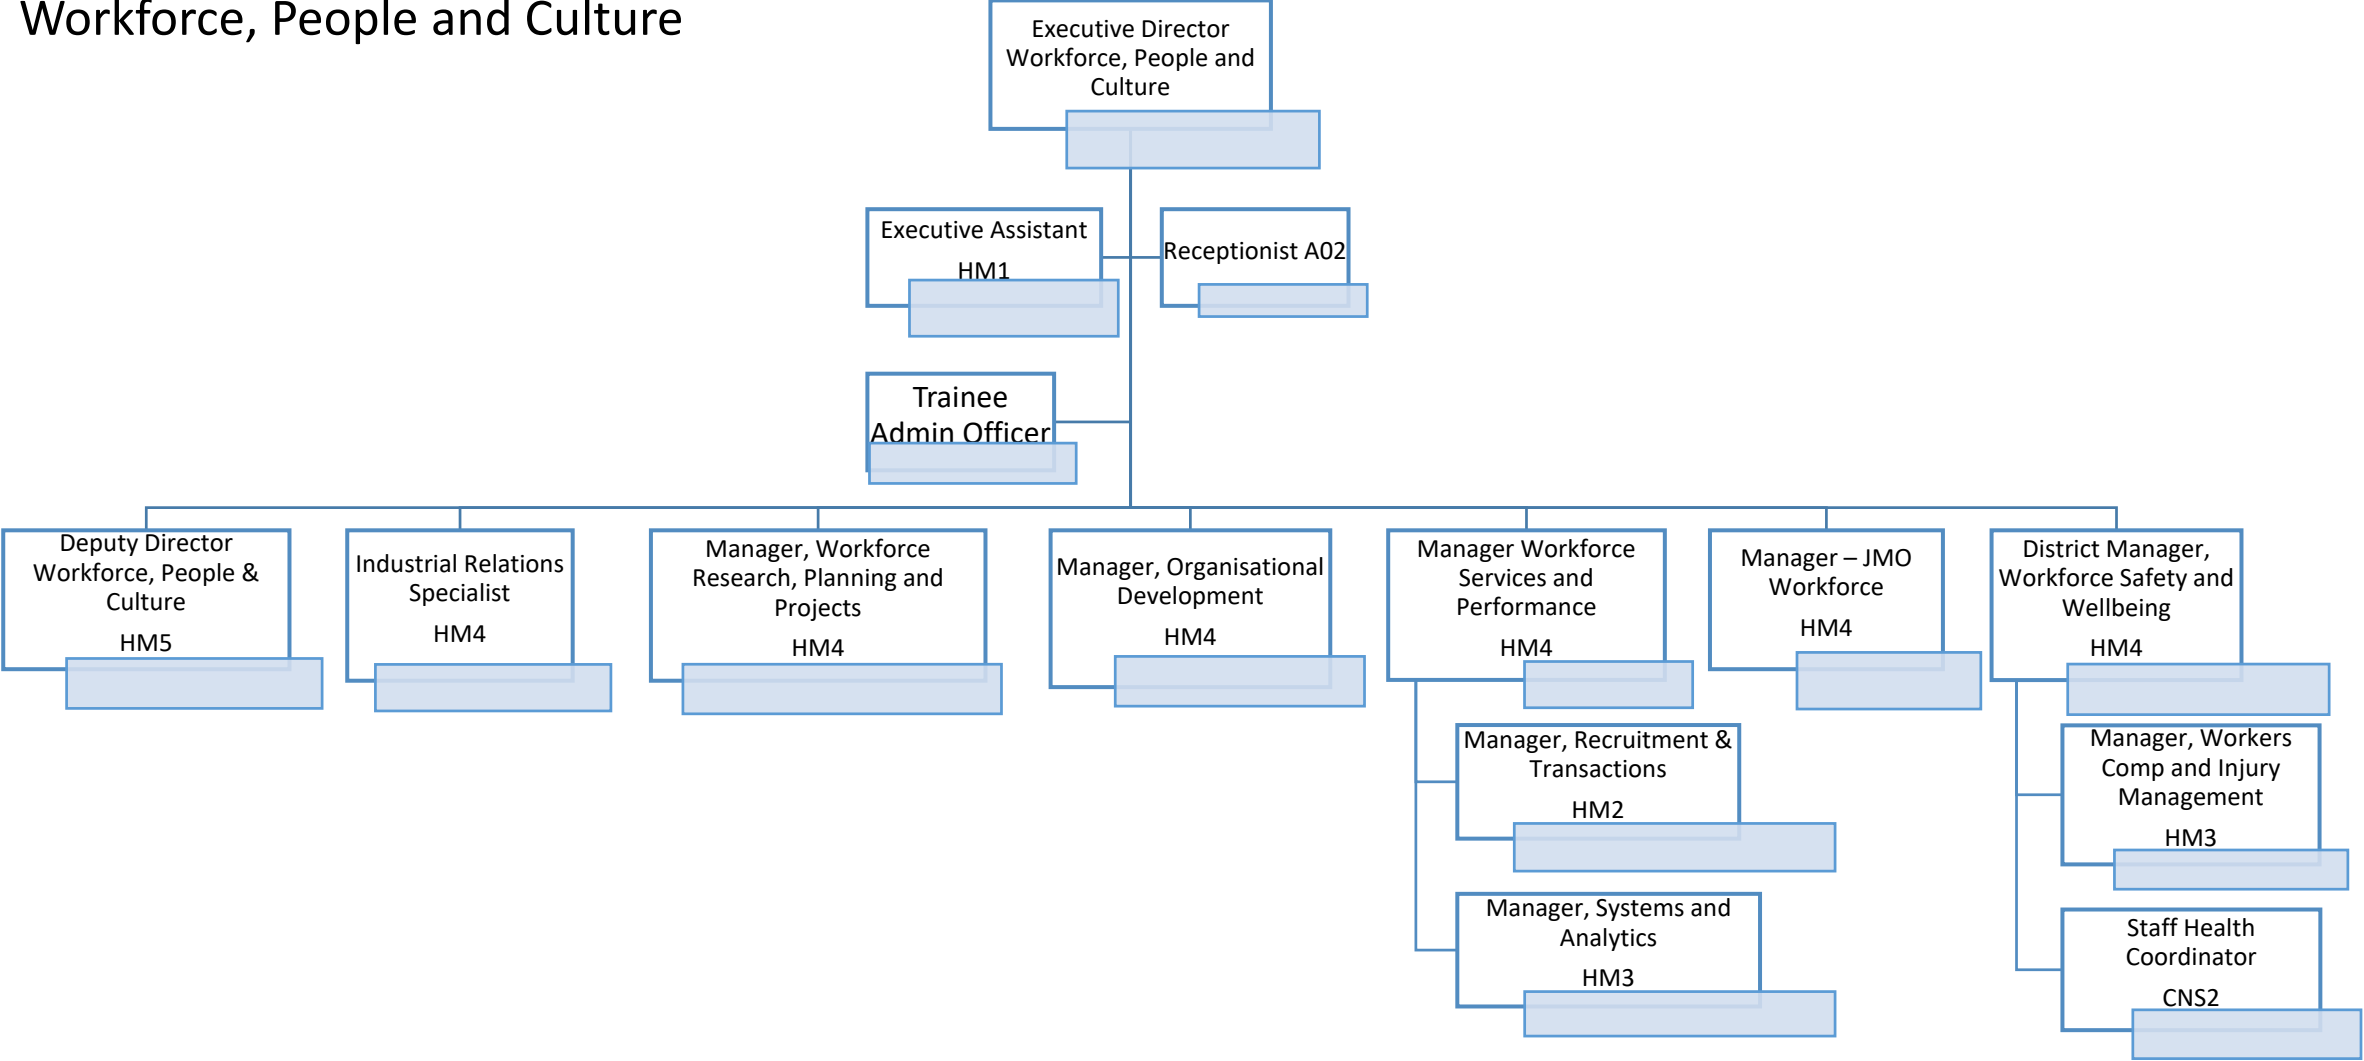 Workforce, People and Culture
Executive Director
Workforce, People and
Culture
Executive Assistant
HM1
Receptionist A02
Trainee
Admin Officer
Deputy Director
Workforce, People &
Culture
HM5
Industrial Relations
Specialist
HM4
Manager, Workforce
Research, Planning and
Projects
HM4
Manager, Organisational
Development
HM4
Manager Workforce
Services and
Performance
HM4
Manager – JMO
Workforce
HM4
District Manager,
Workforce Safety and
Wellbeing
HM4
Manager, Recruitment &
Transactions
HM2
Manager, Systems and
Analytics
HM3
Manager, Workers
Comp and Injury
Management
HM3
Staff Health
Coordinator
CNS2